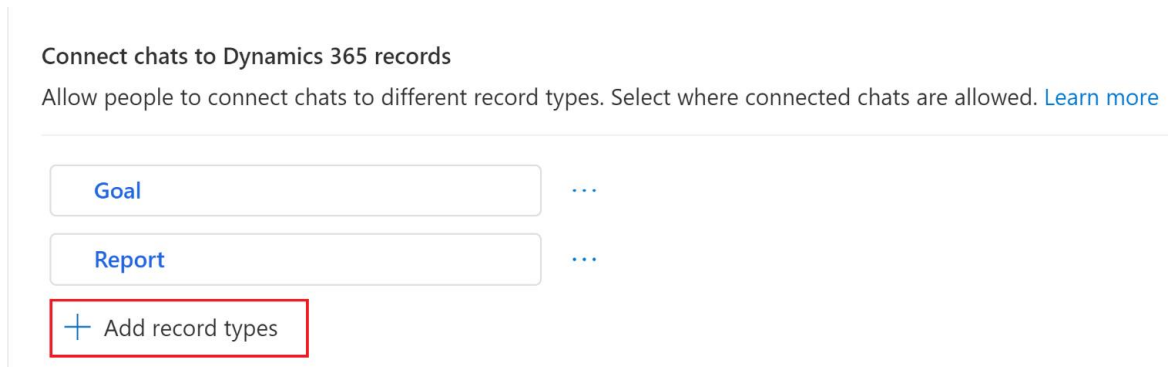 Connect chats to Dynamics 365 records
Allow people to connect chats to different record types. Select where connected chats are allowed. Learn more
Goal
...
Report
...
+ Add record types